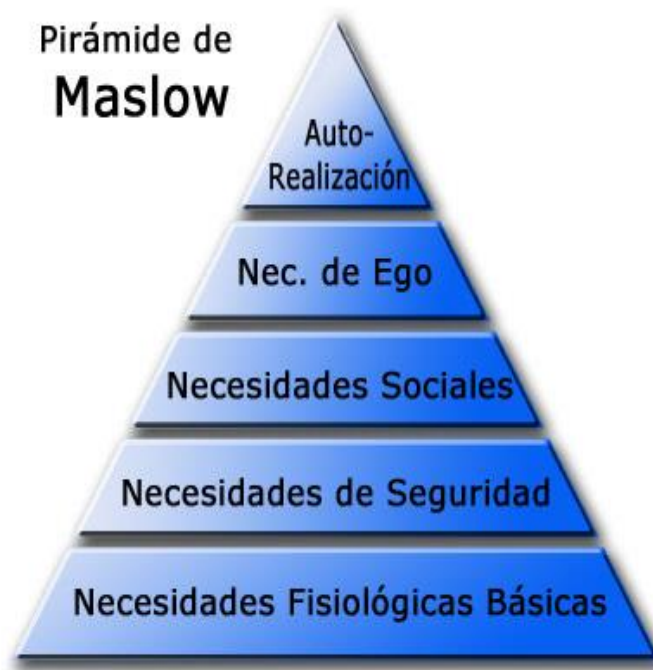 Pirámide de
Maslow
Auto-
Realización
Nec. de Ego
Necesidades Sociales
Necesidades de Seguridad
Necesidades Fisiológicas Básicas